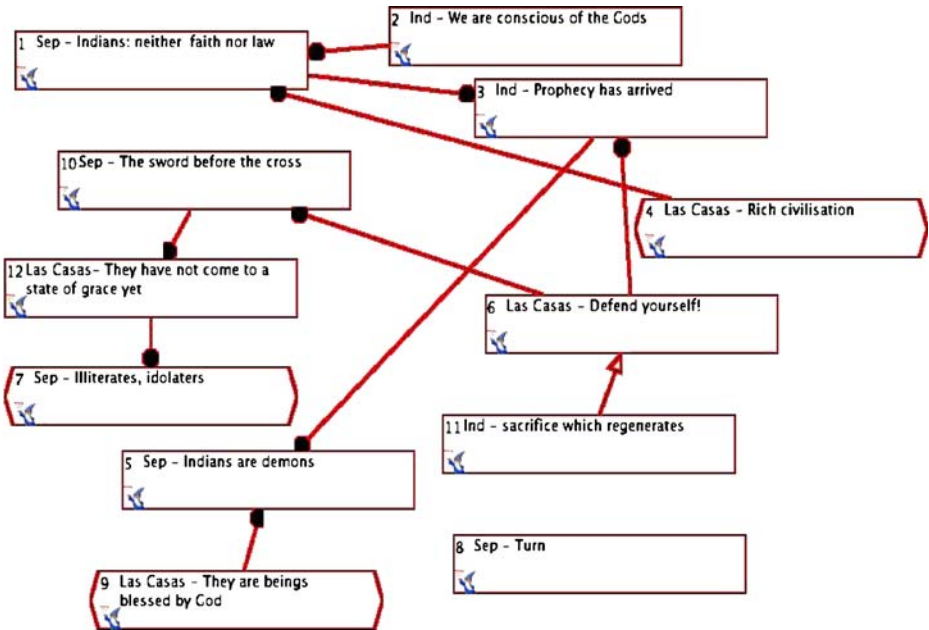 1 Sep - Indians: neither faith nor law
2 Ind - We are conscious of the Gods
3 Ind - Prophecy has arrived
10 Sep - The sword before the cross
4 Las Casas - Rich civilisation
12 Las Casas- They have not come to a
state of grace yet
6 Las Casas - Defend yourself!
7 Sep - Illiterates, idolaters
11 Ind - sacrifice which regenerates
5 Sep - Indians are demons
8 Sep - Turn
9 Las Casas - They are beings
blessed by God